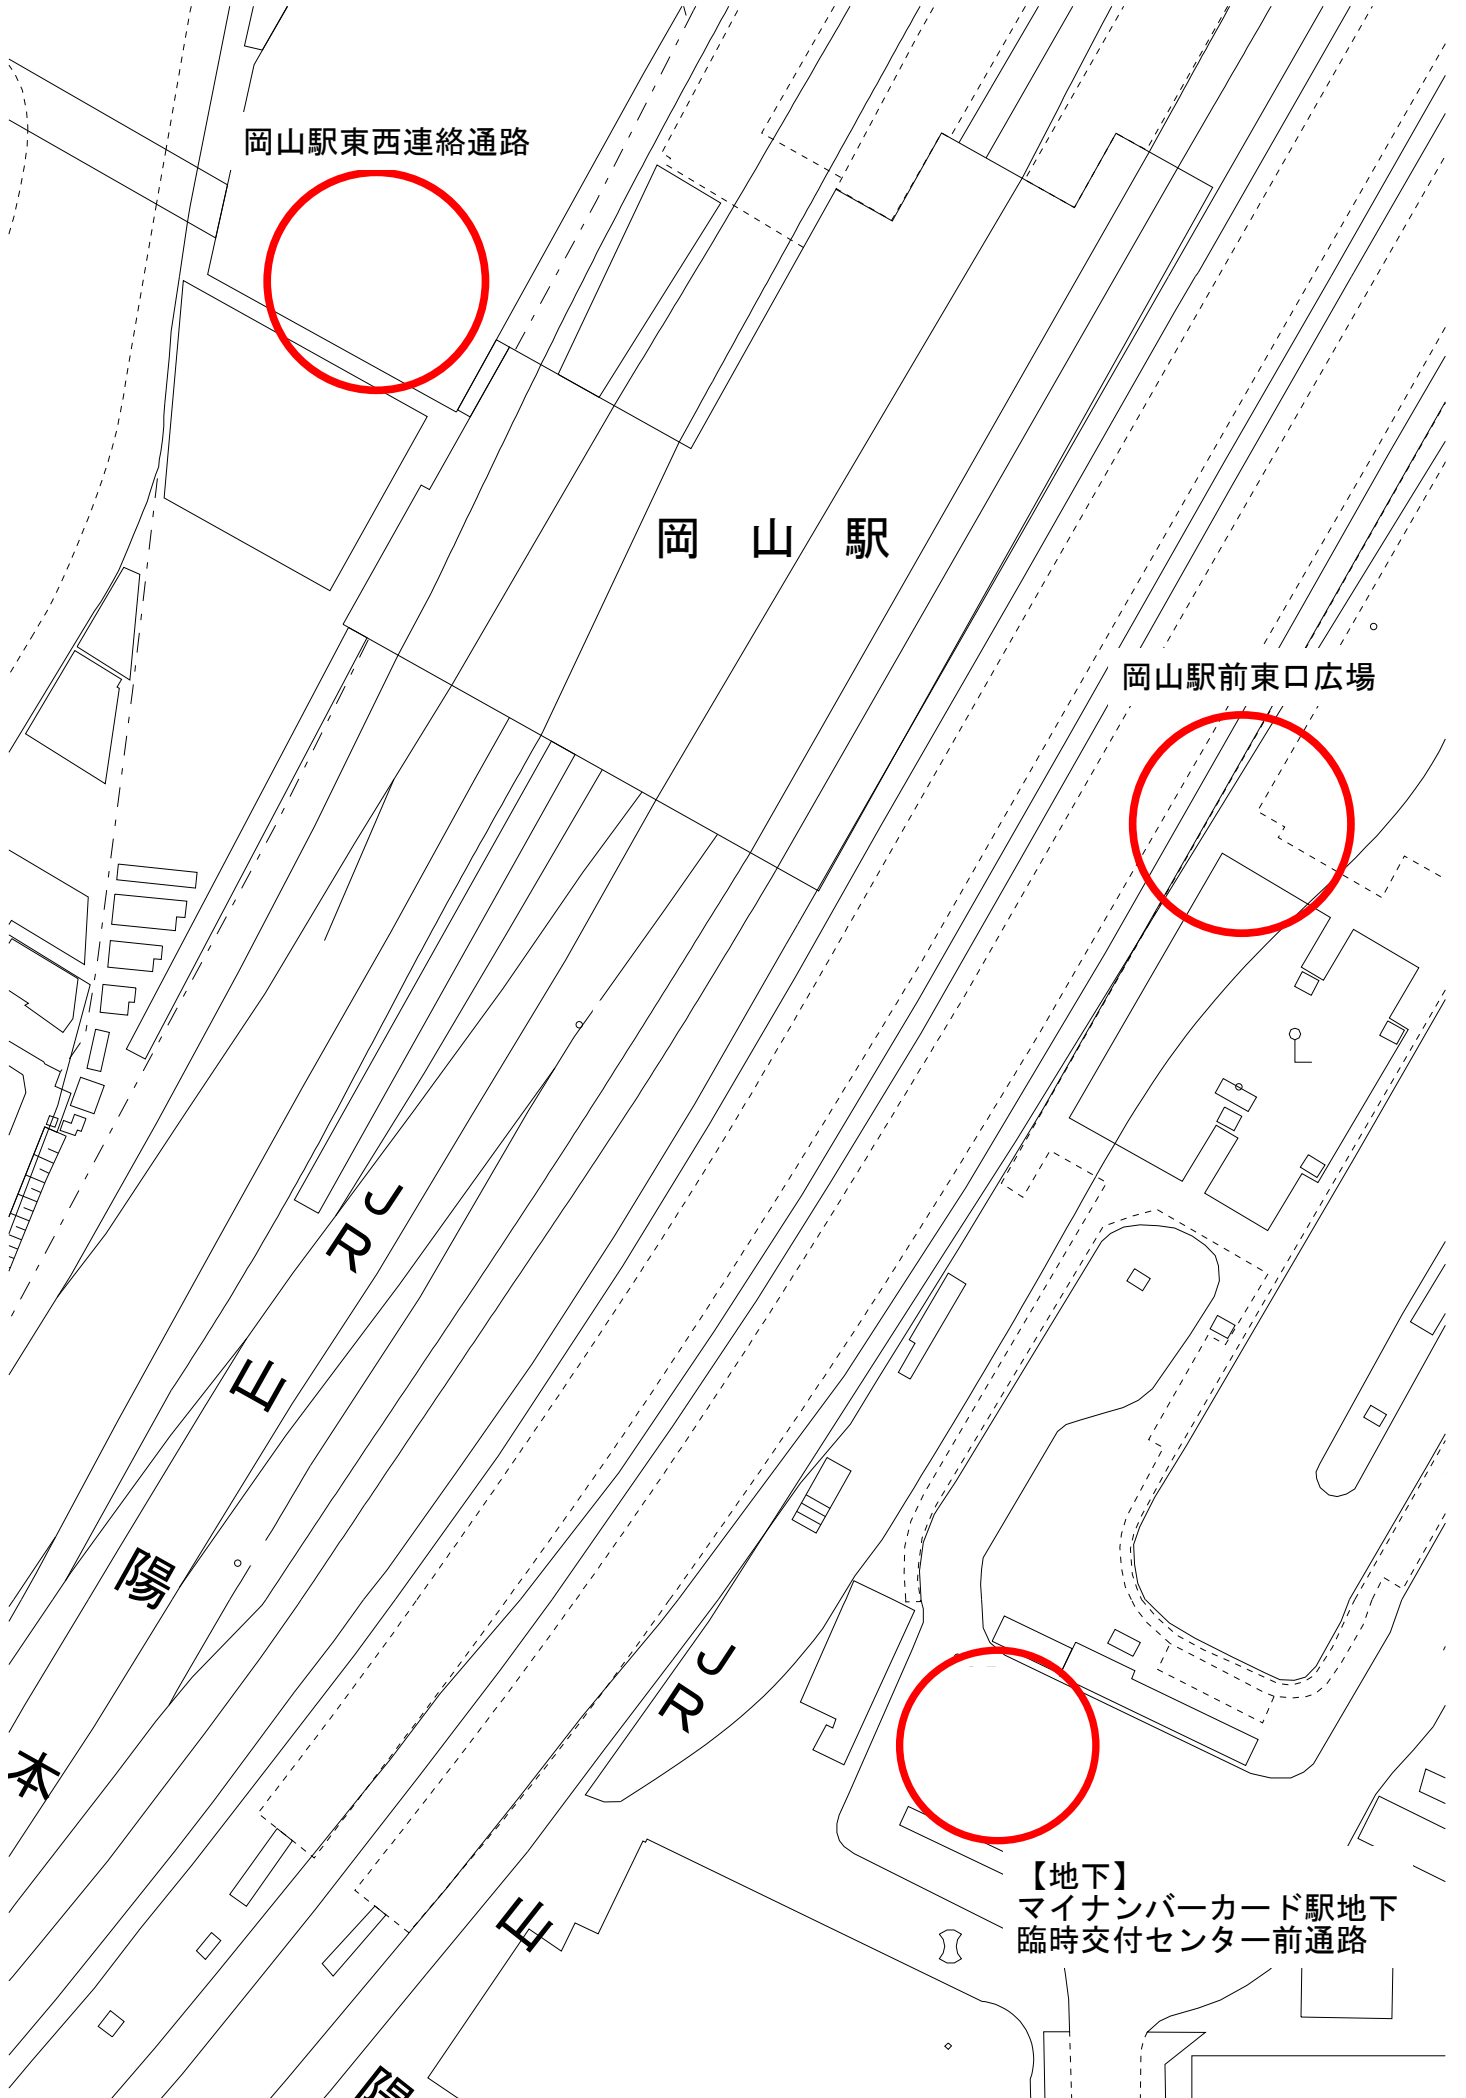 岡山駅東西連絡通路
岡山駅
岡山駅前東口広場
JR
山
陽
本
JR
山
陽
【地下】
マイナンバーカード駅地下
臨時交付センター前通路